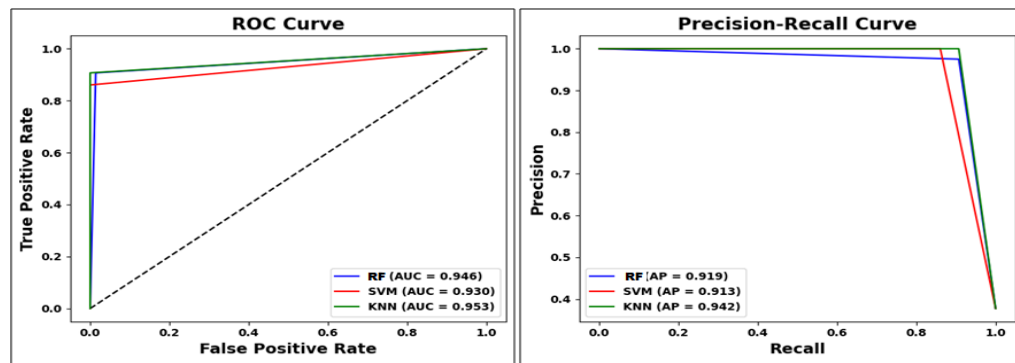 ROC Curve
True Positive Rate
1.0
0.8
0.6
0.4
0.2
0.0
RF (AUC = 0.946)
SVM (AUC = 0.930)
KNN (AUC = 0.953)
0.0 0.2 0.4 0.6 0.8 1.0
False Positive Rate
Precision-Recall Curve
Precision
1.0
0.9
0.8
0.7
0.6
0.5
0.4
RF (AP = 0.919)
SVM (AP = 0.913)
KNN (AP = 0.942)
0.0 0.2 0.4 0.6 0.8 1.0
Recall